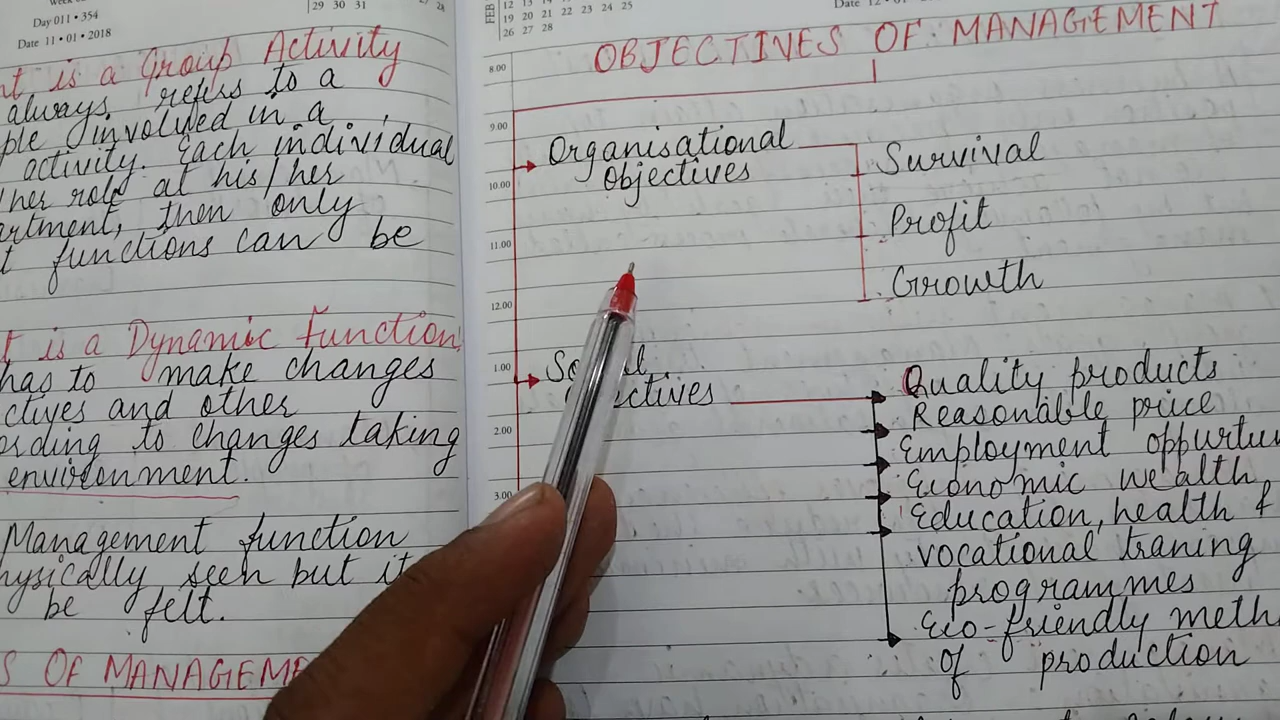 29 30 31
Day 011 • 354
Date 11 • 01 • 2018
is a Group Activity
always refers to a
involved in a
activity. Each individual
her role at his/her
then only
functions can be
is a Dynamic Function
has to make changes
and other
to changes taking
environment.
Management function
seen but it
be felt.
OF
FEB
12 13 14
19 20 21 22 23 24 25
26 27 28
Date 12
OBJECTIVES OF MANAGEMENT
8.00
9.00
10.00
11.00
12.00
1.00
2.00
3.00
Organisational
Objectives
Survival
Profit
Growth
Quality products
Reasonable price
Employment
Economic wealth
Education, health &
vocational traning
programmes
Eco-friendly
of production